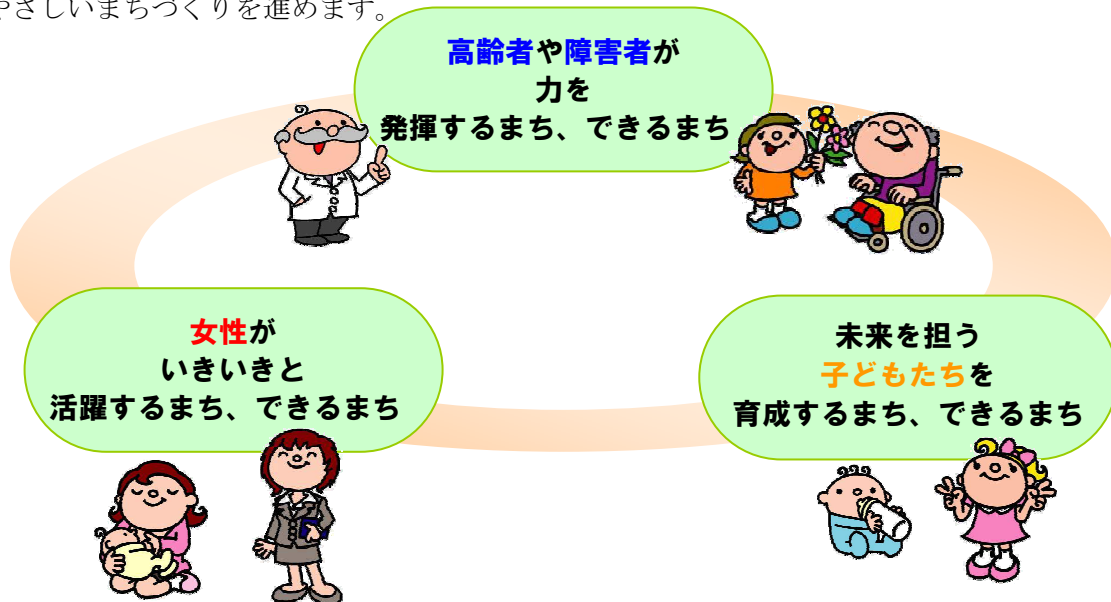 やさしいまちづくりを進めます。
高齢者や障害者が
力を
発揮するまち、できるまち
女性が
いきいきと
活躍するまち、できるまち
未来を担う
子どもたちを
育成するまち、できるまち